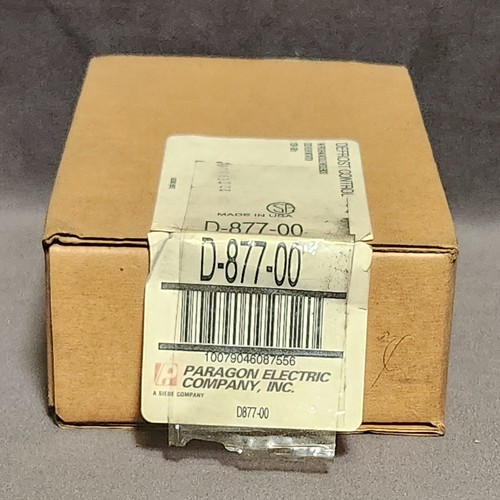 DEFROST CONTROL
MADE IN USA
D-877-00
D-877-00
10079046087556
PARAGON ELECTRIC
COMPANY, INC.
A SIEBE COMPANY
D877-00